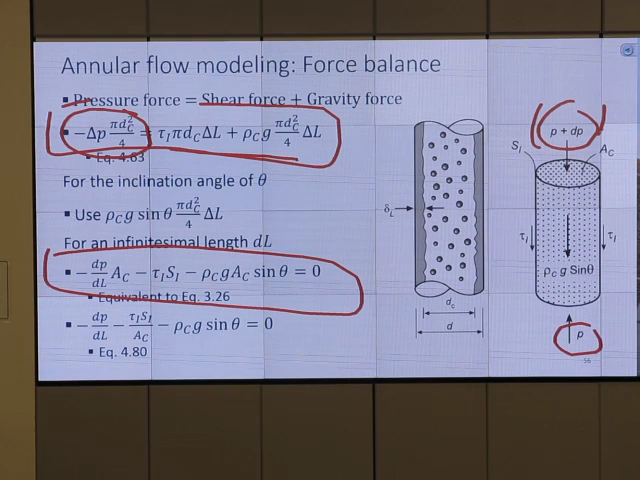 Annular flow modeling: Force balance
▪ Pressure force = Shear force + Gravity force
▪ −Δp πd_C²/4 = τ_I πd_C ΔL + ρ_C g πd_C²/4 ΔL
▪ Eq. 4.63
For the inclination angle of θ
▪ Use ρ_C g sin θ πd_C²/4 ΔL
For an infinitesimal length dL
▪ − dp/dL A_C − τ_I S_I − ρ_C g A_C sin θ = 0
▪ Equivalent to Eq. 3.26
▪ − dp/dL − τ_I S_I/A_C − ρ_C g sin θ = 0
▪ Eq. 4.80
δ_L
d_c
d
p + dp
S_I
A_C
τ_I
τ_I
ρ_C g Sinθ
p
56